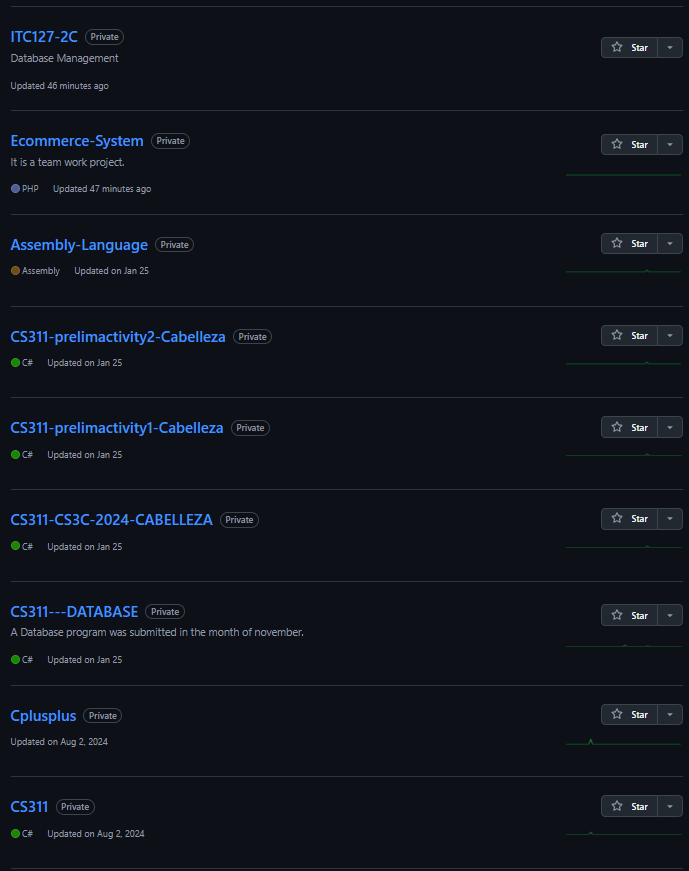 ITC127-2C Private
Star
Database Management
Updated 46 minutes ago
Ecommerce-System Private
Star
It is a team work project.
PHP Updated 47 minutes ago
Assembly-Language Private
Star
Assembly Updated on Jan 25
CS311-prelimactivity2-Cabelleza Private
Star
C# Updated on Jan 25
CS311-prelimactivity1-Cabelleza Private
Star
C# Updated on Jan 25
CS311-CS3C-2024-CABELLEZA Private
Star
C# Updated on Jan 25
CS311---DATABASE Private
Star
A Database program was submitted in the month of november.
C# Updated on Jan 25
Cplusplus Private
Star
Updated on Aug 2, 2024
CS311 Private
Star
C# Updated on Aug 2, 2024